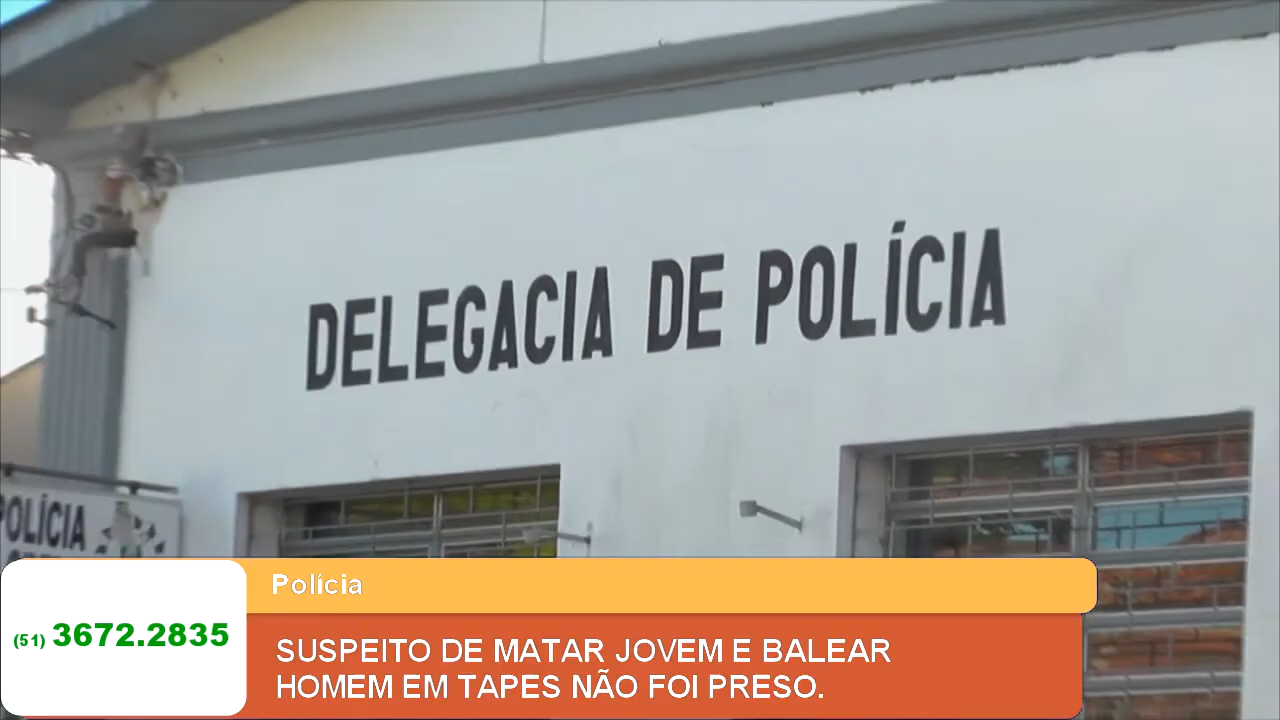 DELEGACIA DE POLÍCIA
POLÍCIA
Polícia
(51) 3672.2835
SUSPEITO DE MATAR JOVEM E BALEAR
HOMEM EM TAPES NÃO FOI PRESO.